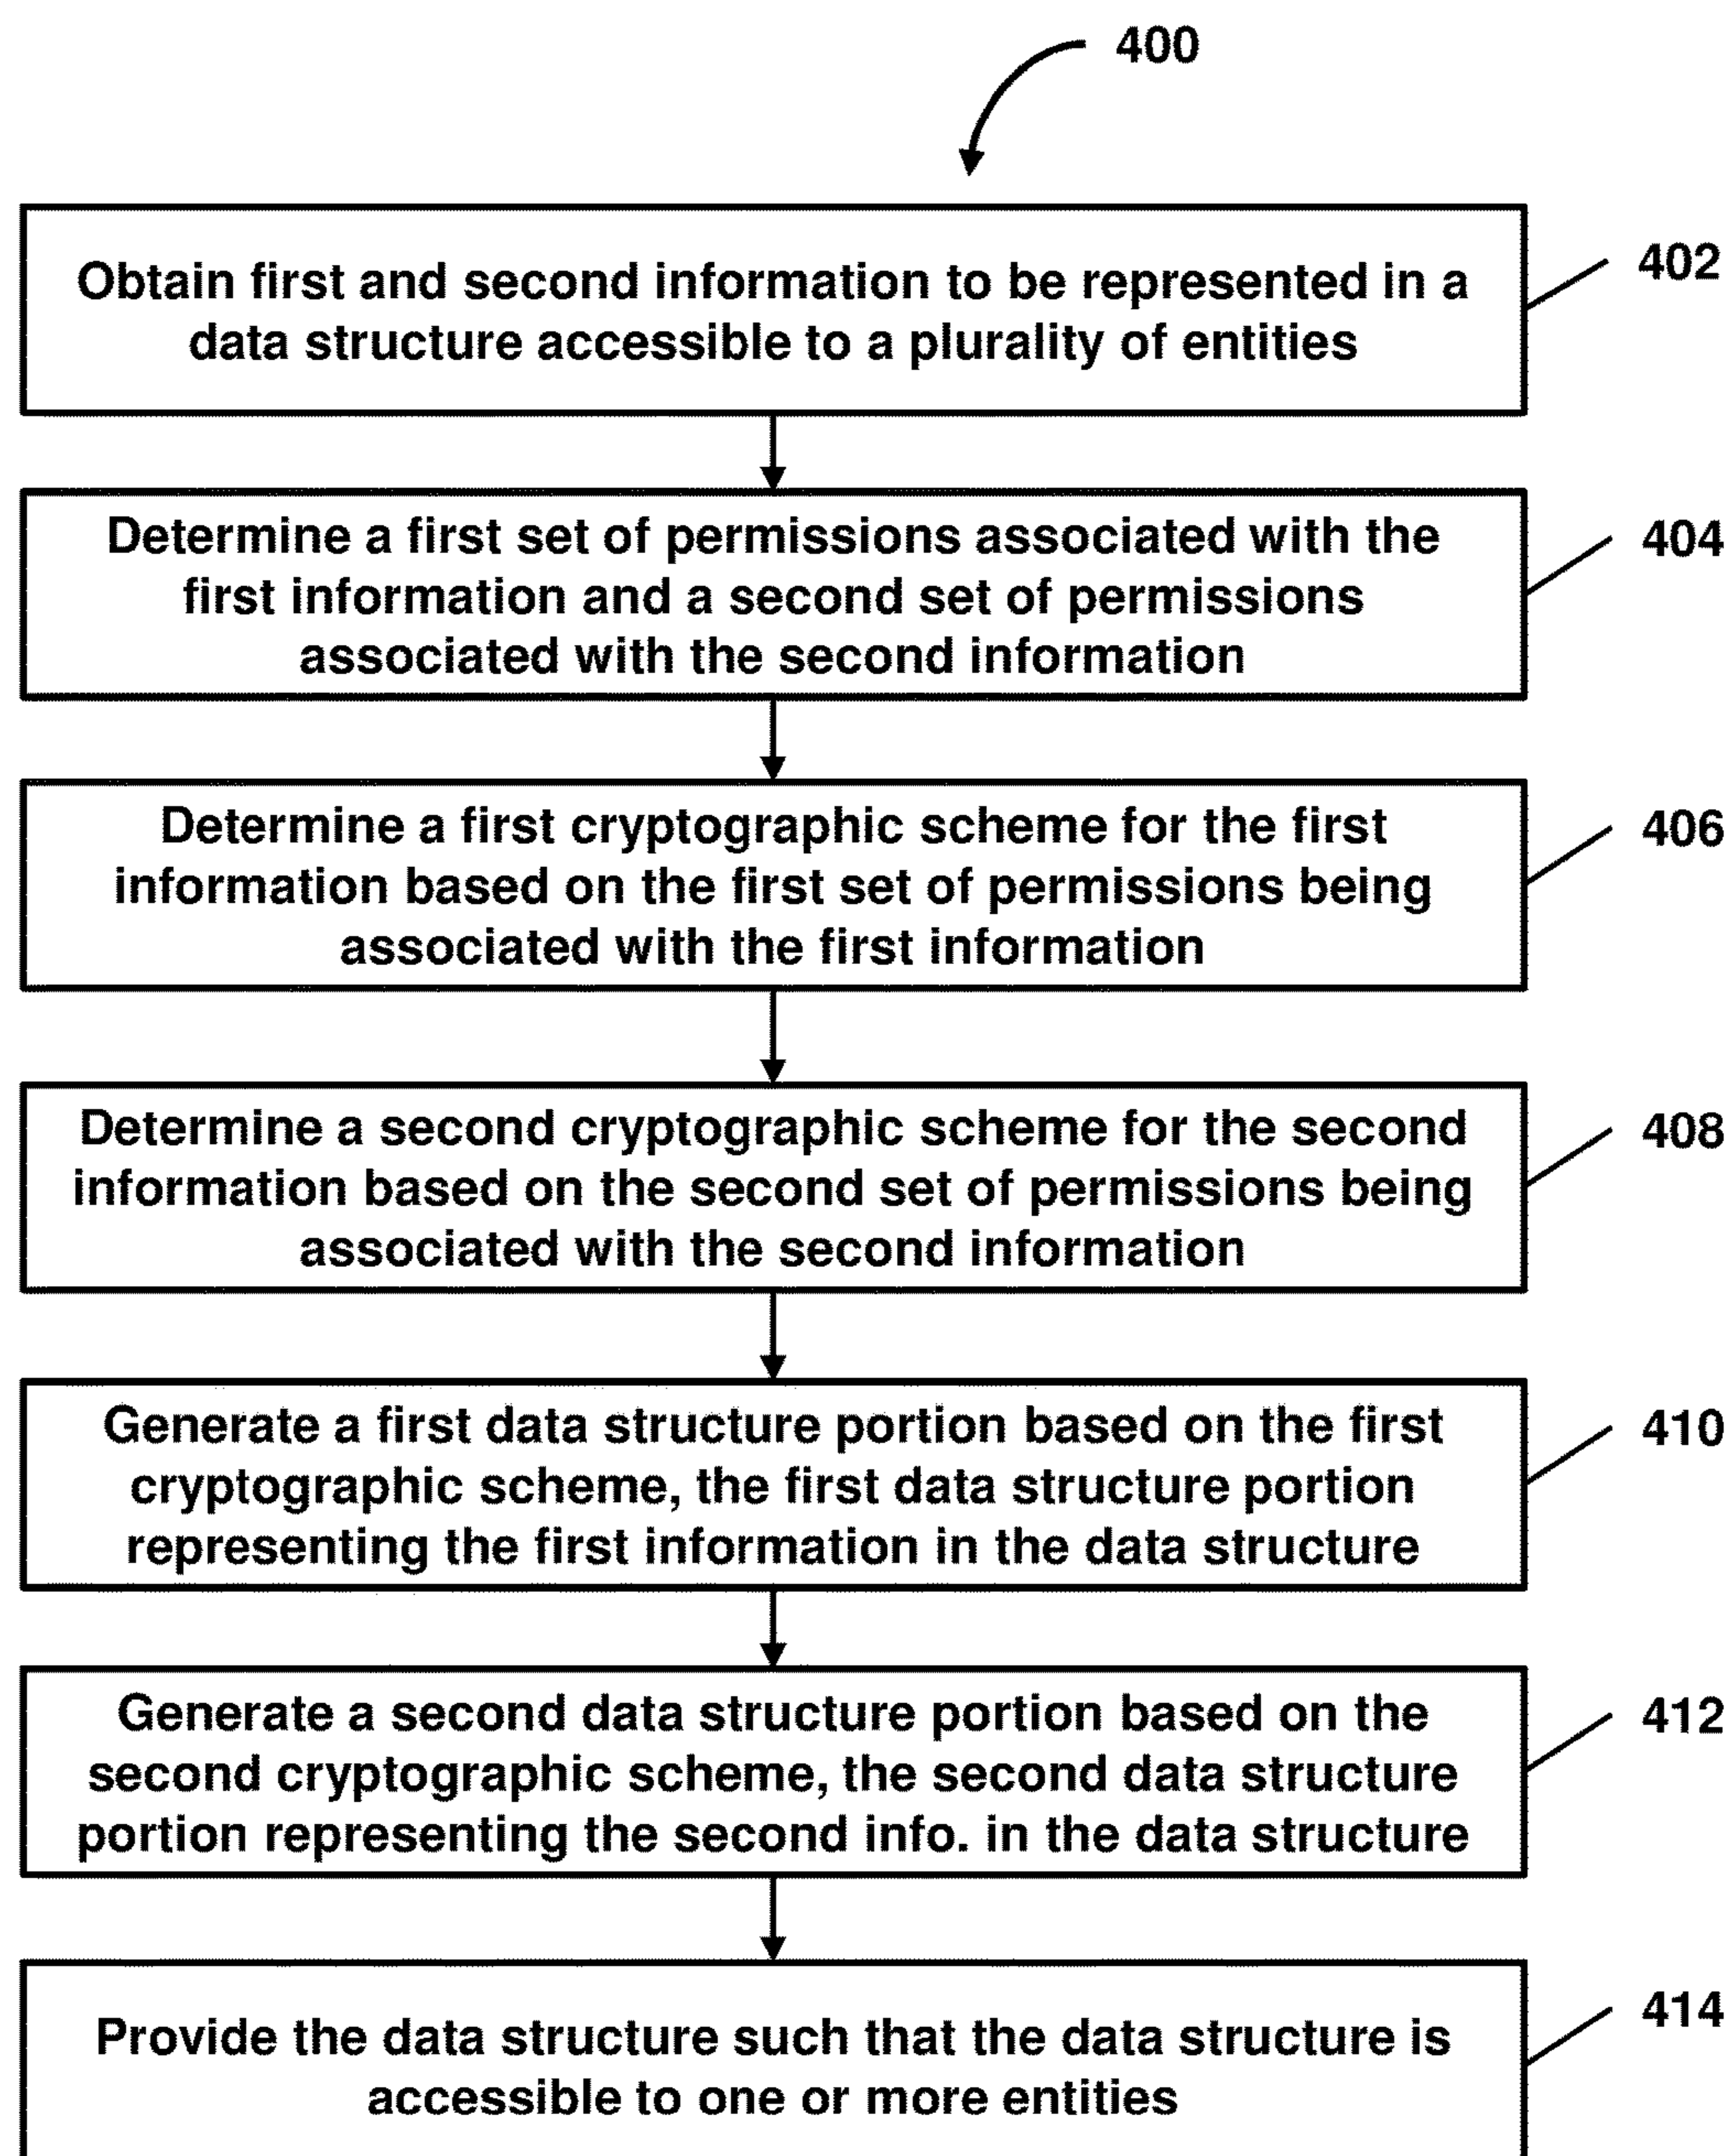 400
Obtain first and second information to be represented in a
data structure accessible to a plurality of entities
402
Determine a first set of permissions associated with the
first information and a second set of permissions
associated with the second information
404
Determine a first cryptographic scheme for the first
information based on the first set of permissions being
associated with the first information
406
Determine a second cryptographic scheme for the second
information based on the second set of permissions being
associated with the second information
408
Generate a first data structure portion based on the first
cryptographic scheme, the first data structure portion
representing the first information in the data structure
410
Generate a second data structure portion based on the
second cryptographic scheme, the second data structure
portion representing the second info. in the data structure
412
Provide the data structure such that the data structure is
accessible to one or more entities
414